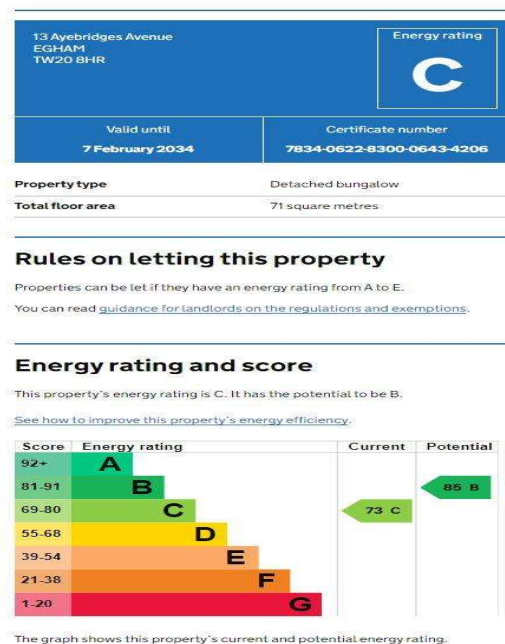 13 Ayebridges Avenue
EGHAM
TW20 8HR
Energy rating
C
Valid until
7 February 2034
Certificate number
7834-0622-8300-0643-4206
Property type Detached bungalow
Total floor area 71 square metres
Rules on letting this property
Properties can be let if they have an energy rating from A to E.
You can read guidance for landlords on the regulations and exemptions.
Energy rating and score
This property's energy rating is C. It has the potential to be B.
See how to improve this property's energy efficiency.
Score Energy rating Current Potential
92+ A
81-91 B 85 B
69-80 C 73 C
55-68 D
39-54 E
21-38 F
1-20 G
The graph shows this property's current and potential energy rating.